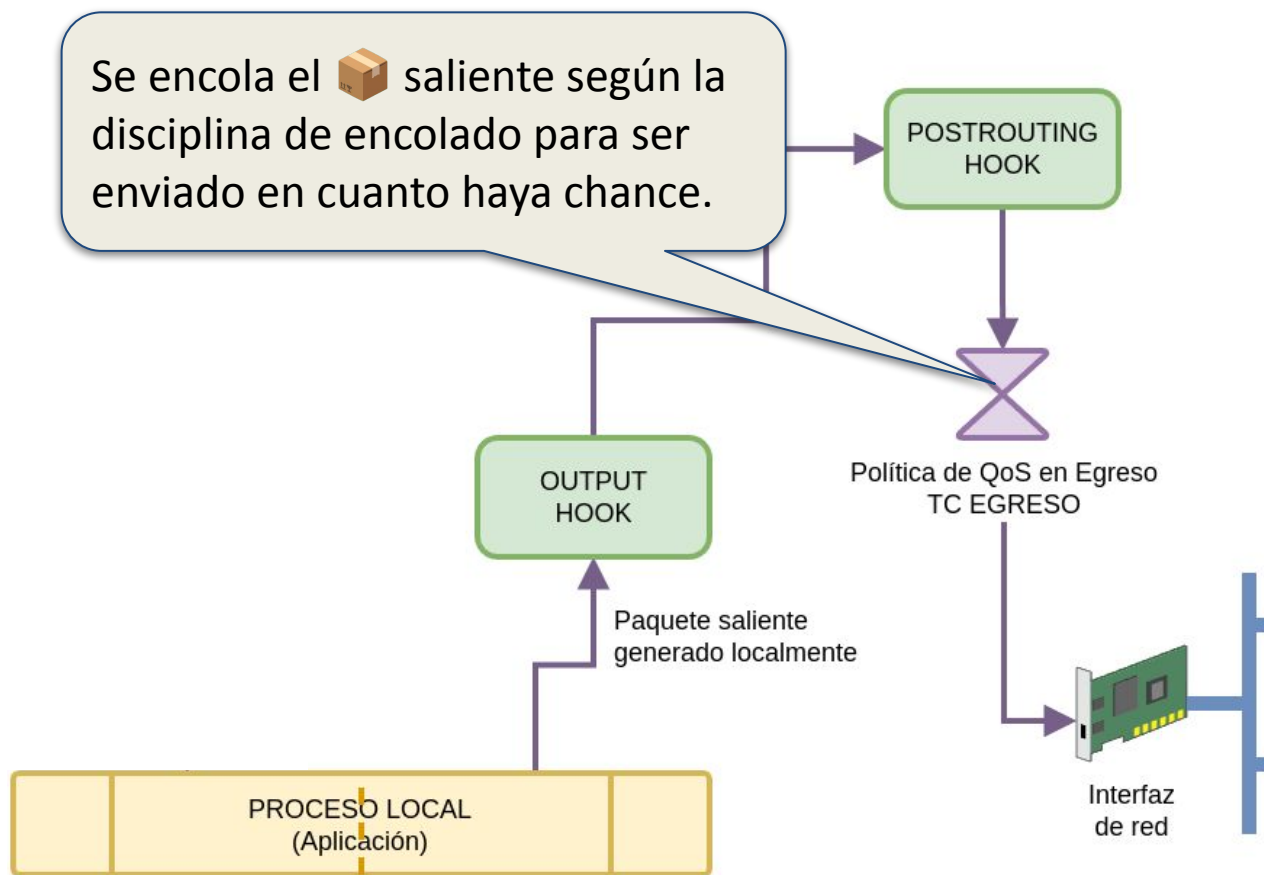 Se encola el 📦 saliente según la
disciplina de encolado para ser
enviado en cuanto haya chance.
POSTROUTING
HOOK
OUTPUT
HOOK
Política de QoS en Egreso
TC EGRESO
Paquete saliente
generado localmente
PROCESO LOCAL
(Aplicación)
Interfaz
de red